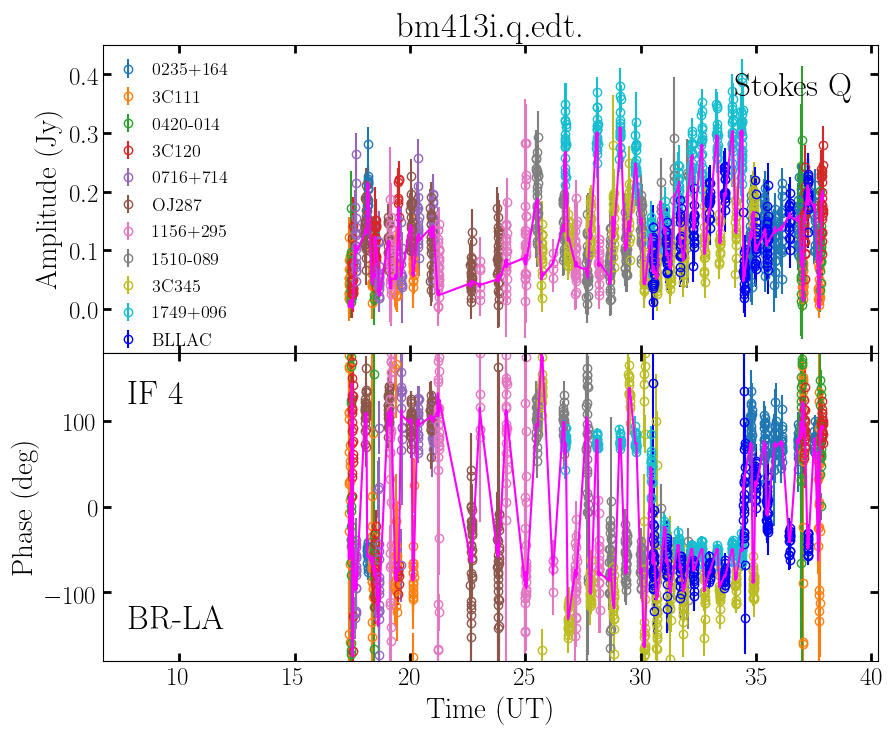 bm413i.q.edt.
Stokes Q
0235+164
3C111
0420-014
3C120
0716+714
OJ287
1156+295
1510-089
3C345
1749+096
BLLAC
Amplitude (Jy)
0.4
0.3
0.2
0.1
0.0
IF 4
BR-LA
Phase (deg)
100
0
−100
10 15 20 25 30 35 40
Time (UT)